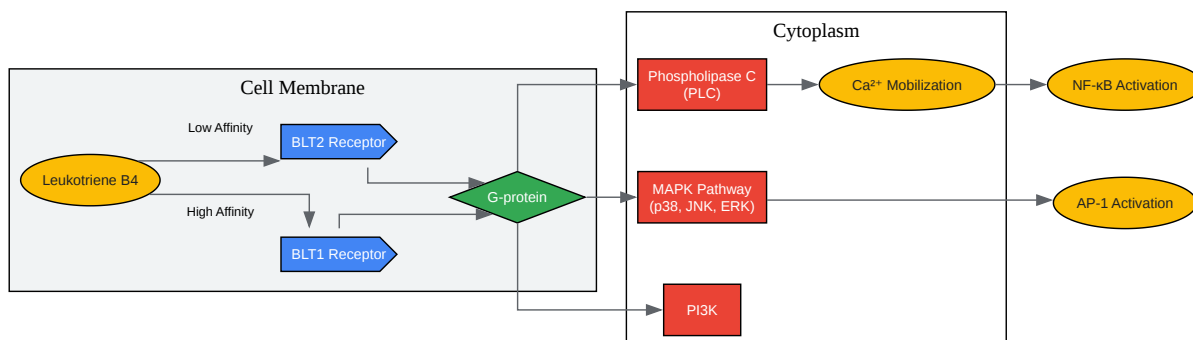 Cytoplasm
Cell Membrane
Phospholipase C
(PLC)
Ca²⁺ Mobilization
NF-κB Activation
Low Affinity
BLT2 Receptor
Leukotriene B4
G-protein
MAPK Pathway
(p38, JNK, ERK)
AP-1 Activation
High Affinity
BLT1 Receptor
PI3K